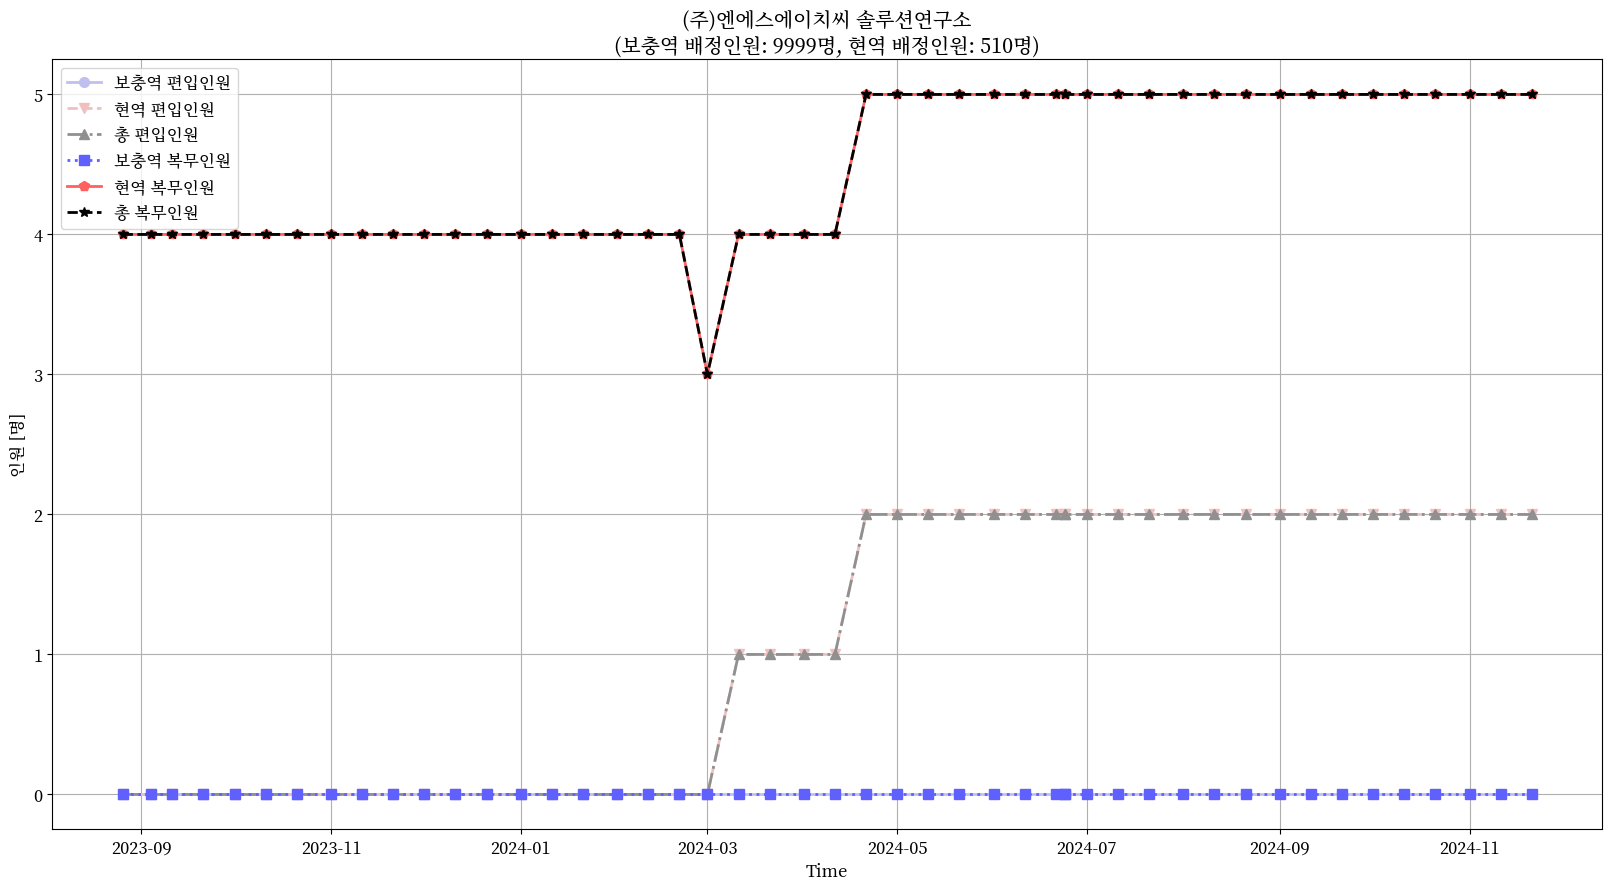 (주)엔에스에이치씨 솔루션연구소
(보충역 배정인원: 9999명, 현역 배정인원: 510명)
보충역 편입인원
현역 편입인원
총 편입인원
보충역 복무인원
현역 복무인원
총 복무인원
인원 [명]
5
4
3
2
1
0
2023-09
2023-11
2024-01
2024-03
2024-05
2024-07
2024-09
2024-11
Time